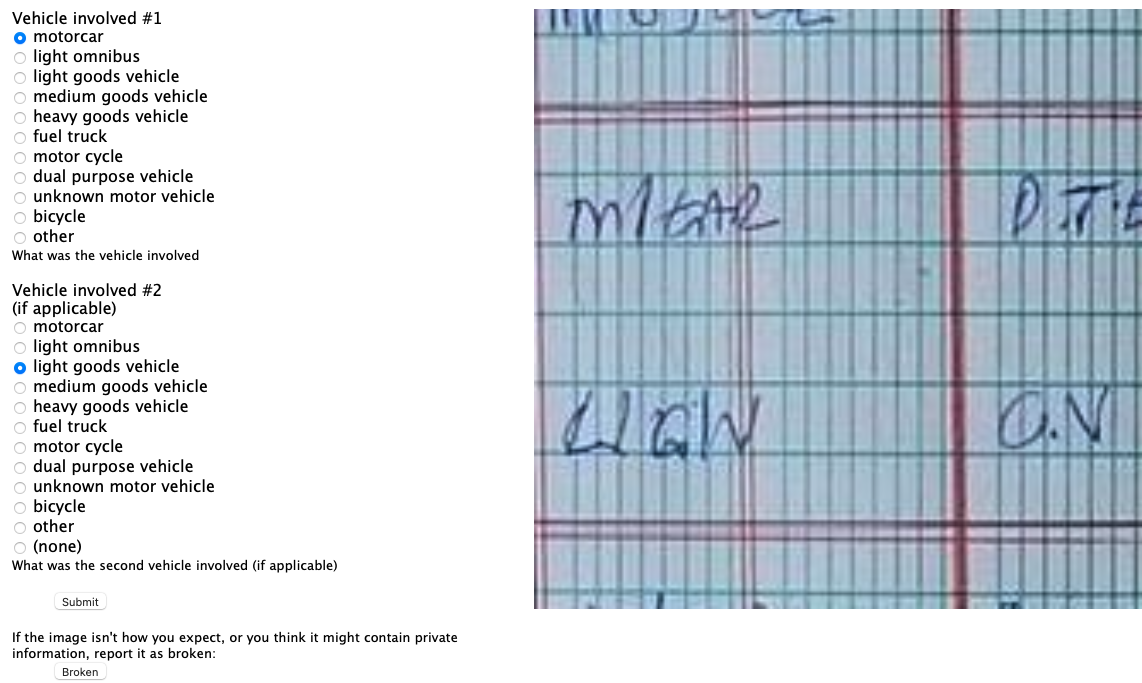 Vehicle involved #1
motorcar
light omnibus
light goods vehicle
medium goods vehicle
heavy goods vehicle
fuel truck
motor cycle
dual purpose vehicle
unknown motor vehicle
bicycle
other
What was the vehicle involved
Vehicle involved #2
(if applicable)
motorcar
light omnibus
light goods vehicle
medium goods vehicle
heavy goods vehicle
fuel truck
motor cycle
dual purpose vehicle
unknown motor vehicle
bicycle
other
(none)
What was the second vehicle involved (if applicable)
Submit
If the image isn't how you expect, or you think it might contain private
information, report it as broken:
Broken
M/CAR